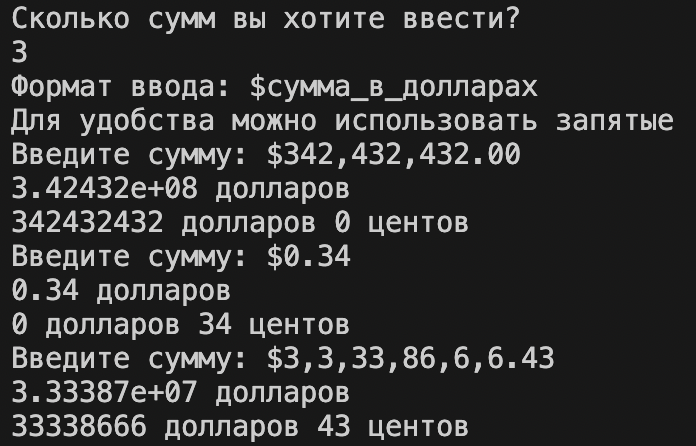 Сколько сумм вы хотите ввести?
3
Формат ввода: $сумма_в_долларах
Для удобства можно использовать запятые
Введите сумму: $342,432,432.00
3.42432e+08 долларов
342432432 долларов 0 центов
Введите сумму: $0.34
0.34 долларов
0 долларов 34 центов
Введите сумму: $3,3,33,86,6,6.43
3.33387e+07 долларов
33338666 долларов 43 центов